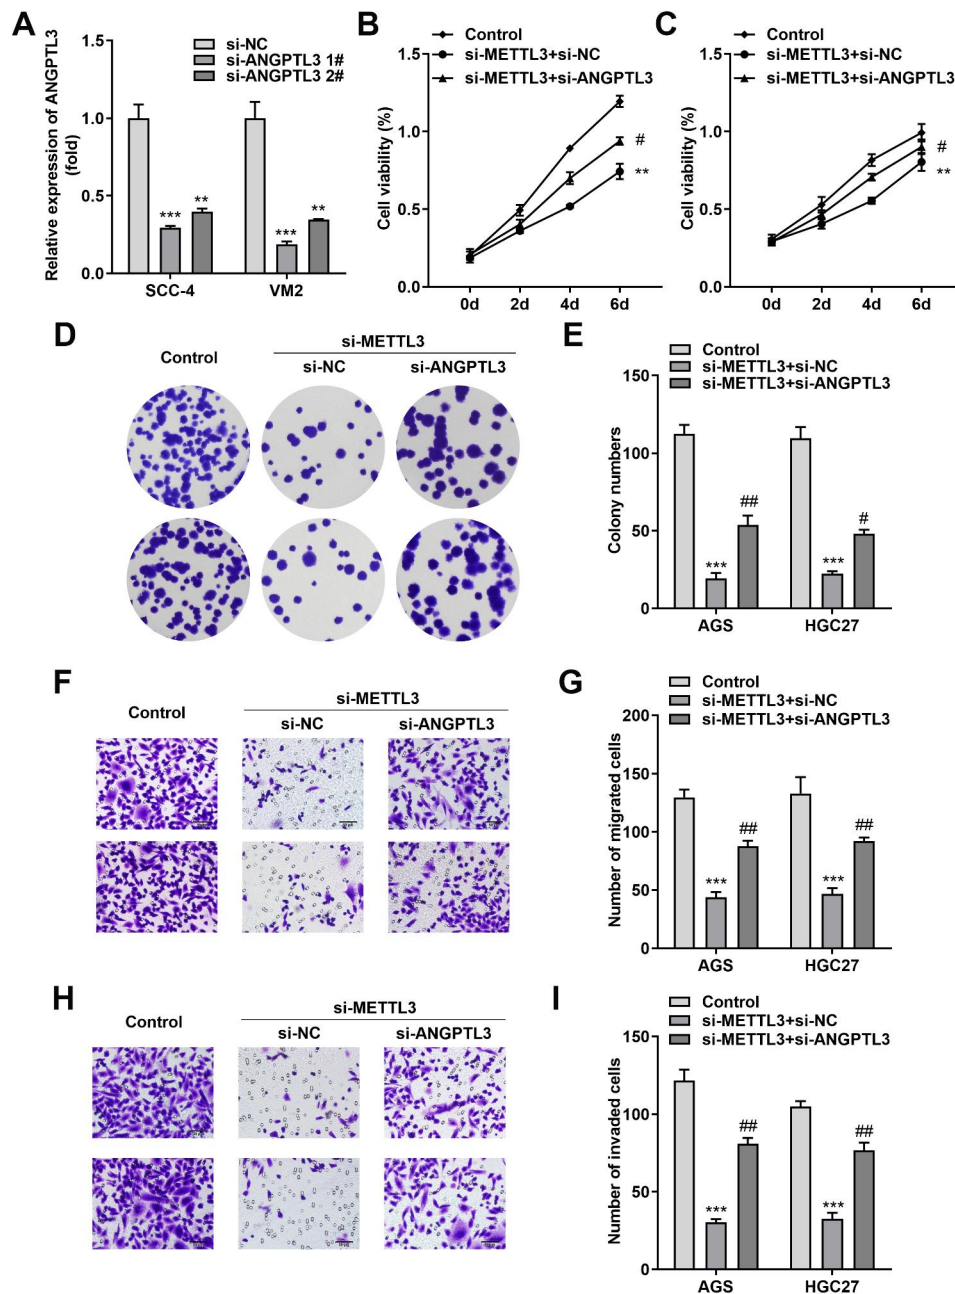 A
Relative expression of ANGPTL3
(fold)
1.5
1.0
0.5
0.0
si-NC
si-ANGPTL3 1#
si-ANGPTL3 2#
***
**
***
**
SCC-4
VM2
B
Control
si-METTL3+si-NC
si-METTL3+si-ANGPTL3
Cell viability (%)
1.5
1.0
0.5
0.0
#
**
0d
2d
4d
6d
C
Control
si-METTL3+si-NC
si-METTL3+si-ANGPTL3
Cell viability (%)
1.5
1.0
0.5
0.0
#
**
0d
2d
4d
6d
D
Control
si-METTL3
si-NC
si-ANGPTL3
E
Control
si-METTL3+si-NC
si-METTL3+si-ANGPTL3
Colony numbers
150
100
50
0
***
##
***
#
AGS
HGC27
F
Control
si-METTL3
si-NC
si-ANGPTL3
G
Control
si-METTL3+si-NC
si-METTL3+si-ANGPTL3
Number of migrated cells
200
150
100
50
0
***
##
***
##
AGS
HGC27
H
Control
si-METTL3
si-NC
si-ANGPTL3
I
Control
si-METTL3+si-NC
si-METTL3+si-ANGPTL3
Number of invaded cells
150
100
50
0
***
##
***
##
AGS
HGC27